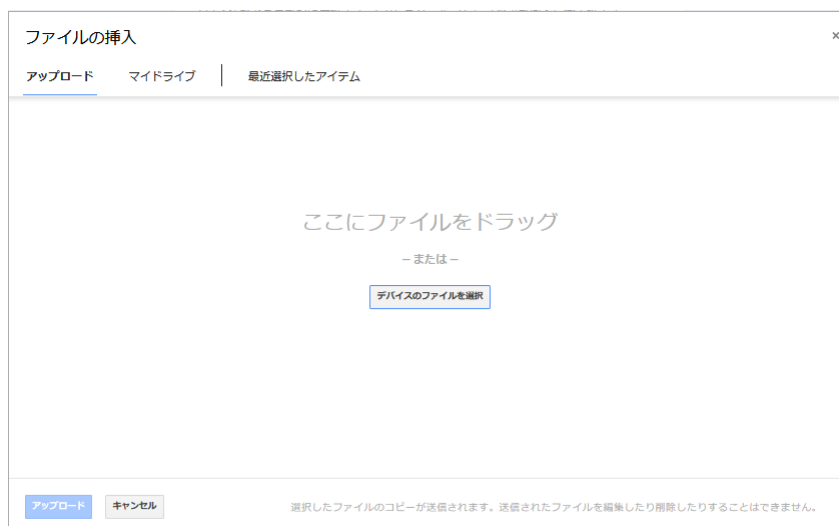 ファイルの挿入
×
アップロード マイドライブ 最近選択したアイテム
ここにファイルをドラッグ
– または –
デバイスのファイルを選択
アップロード キャンセル 選択したファイルのコピーが送信されます。送信されたファイルを編集したり削除したりすることはできません。